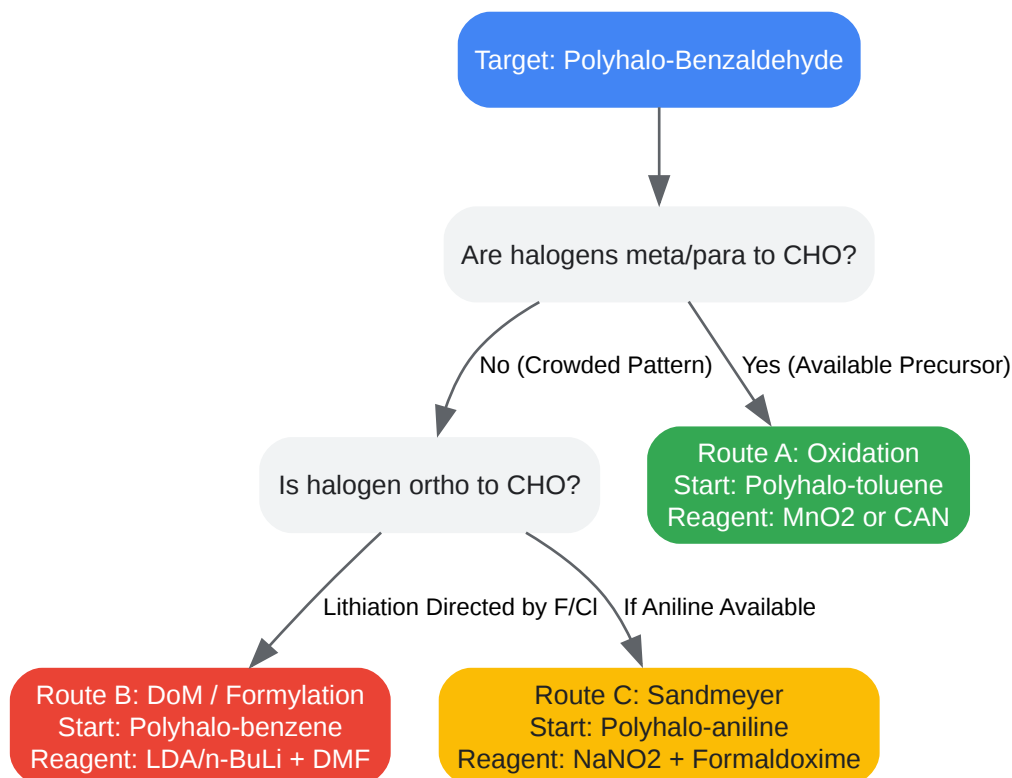 Target: Polyhalo-Benzaldehyde
Are halogens meta/para to CHO?
No (Crowded Pattern)
Yes (Available Precursor)
Is halogen ortho to CHO?
Route A: Oxidation
Start: Polyhalo-toluene
Reagent: MnO2 or CAN
Lithiation Directed by F/Cl
If Aniline Available
Route B: DoM / Formylation
Start: Polyhalo-benzene
Reagent: LDA/n-BuLi + DMF
Route C: Sandmeyer
Start: Polyhalo-aniline
Reagent: NaNO2 + Formaldoxime